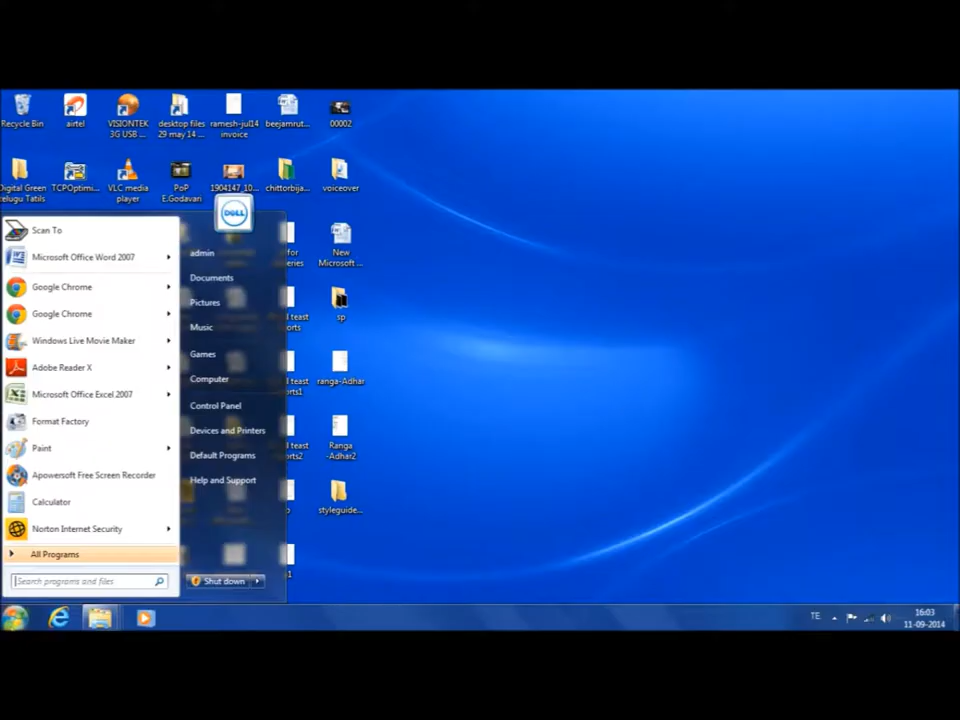 Recycle Bin
airtel
VISIONTEK
3G USB ...
desktop files
29 may 14 ...
ramesh-jul14
invoice
beejamrut...
00002
Digital Green
Telugu Tatils
TCPOptimi...
VLC media
player
PoP
E.Godavari
1904147_10...
chittorbija...
voiceover
DELL
Scan To
Microsoft Office Word 2007
Google Chrome
Google Chrome
Windows Live Movie Maker
Adobe Reader X
Microsoft Office Excel 2007
Format Factory
Paint
Apowersoft Free Screen Recorder
Calculator
Norton Internet Security
All Programs
Search programs and files
admin
Documents
Pictures
Music
Games
Computer
Control Panel
Devices and Printers
Default Programs
Help and Support
Shut down
New
Microsoft ...
sp
ranga-Adhar
Ranga
-Adhar2
styleguide...
TE
16:03
11-09-2014